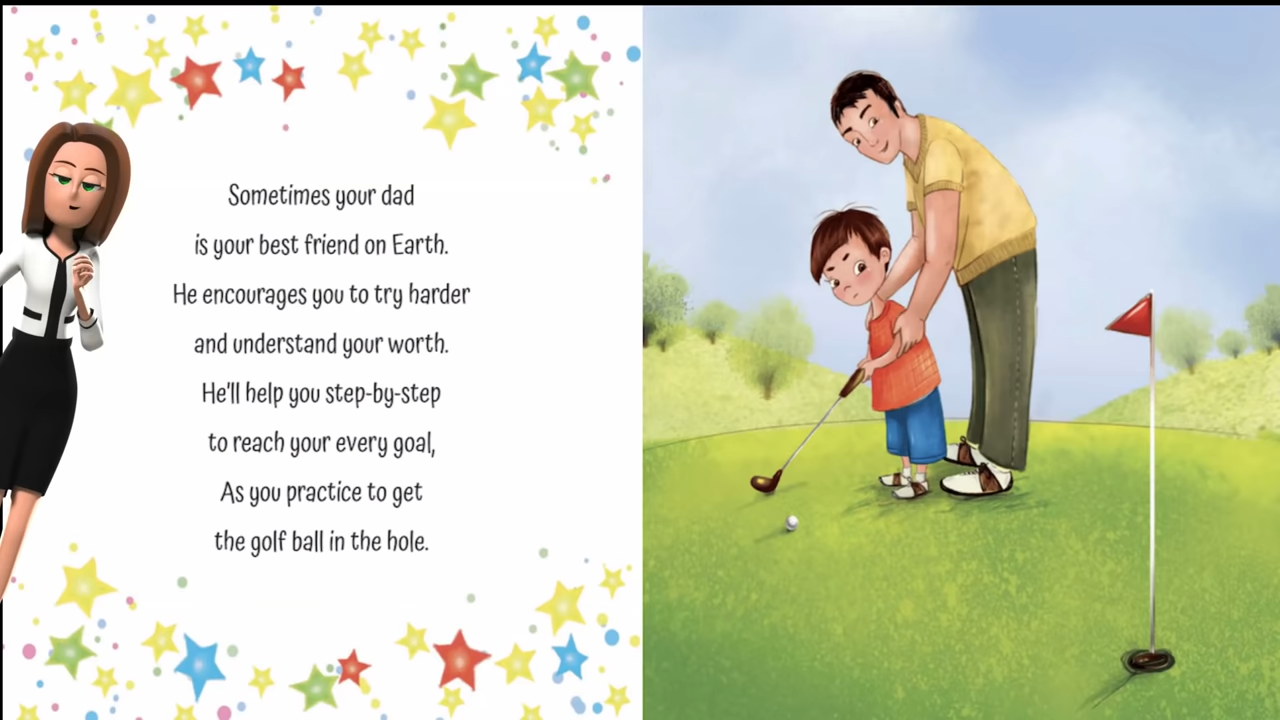 Sometimes your dad
is your best friend on Earth.
He encourages you to try harder
and understand your worth.
He'll help you step-by-step
to reach your every goal,
As you practice to get
the golf ball in the hole.